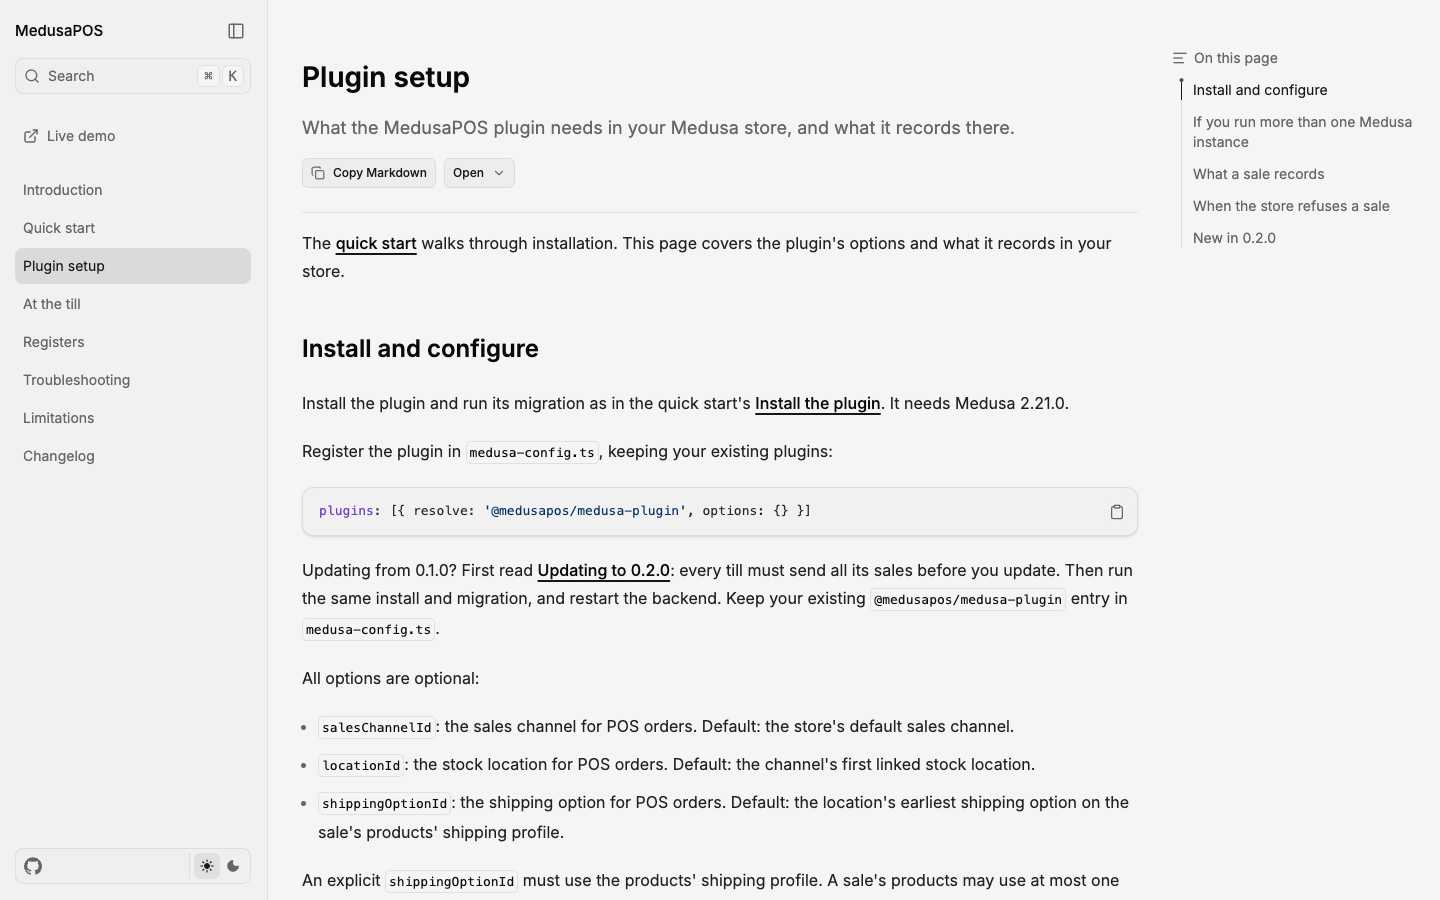 MedusaPOS
Search ⌘ K
Live demo
Introduction
Quick start
Plugin setup
At the till
Registers
Troubleshooting
Limitations
Changelog
Plugin setup
What the MedusaPOS plugin needs in your Medusa store, and what it records there.
Copy Markdown
Open
The quick start walks through installation. This page covers the plugin's options and what it records in your
store.
Install and configure
Install the plugin and run its migration as in the quick start's Install the plugin. It needs Medusa 2.21.0.
Register the plugin in medusa-config.ts, keeping your existing plugins:
plugins: [{ resolve: '@medusapos/medusa-plugin', options: {} }]
Updating from 0.1.0? First read Updating to 0.2.0: every till must send all its sales before you update. Then run
the same install and migration, and restart the backend. Keep your existing @medusapos/medusa-plugin entry in
medusa-config.ts.
All options are optional:
• salesChannelId: the sales channel for POS orders. Default: the store's default sales channel.
• locationId: the stock location for POS orders. Default: the channel's first linked stock location.
• shippingOptionId: the shipping option for POS orders. Default: the location's earliest shipping option on the
sale's products' shipping profile.
An explicit shippingOptionId must use the products' shipping profile. A sale's products may use at most one
On this page
Install and configure
If you run more than one Medusa
instance
What a sale records
When the store refuses a sale
New in 0.2.0